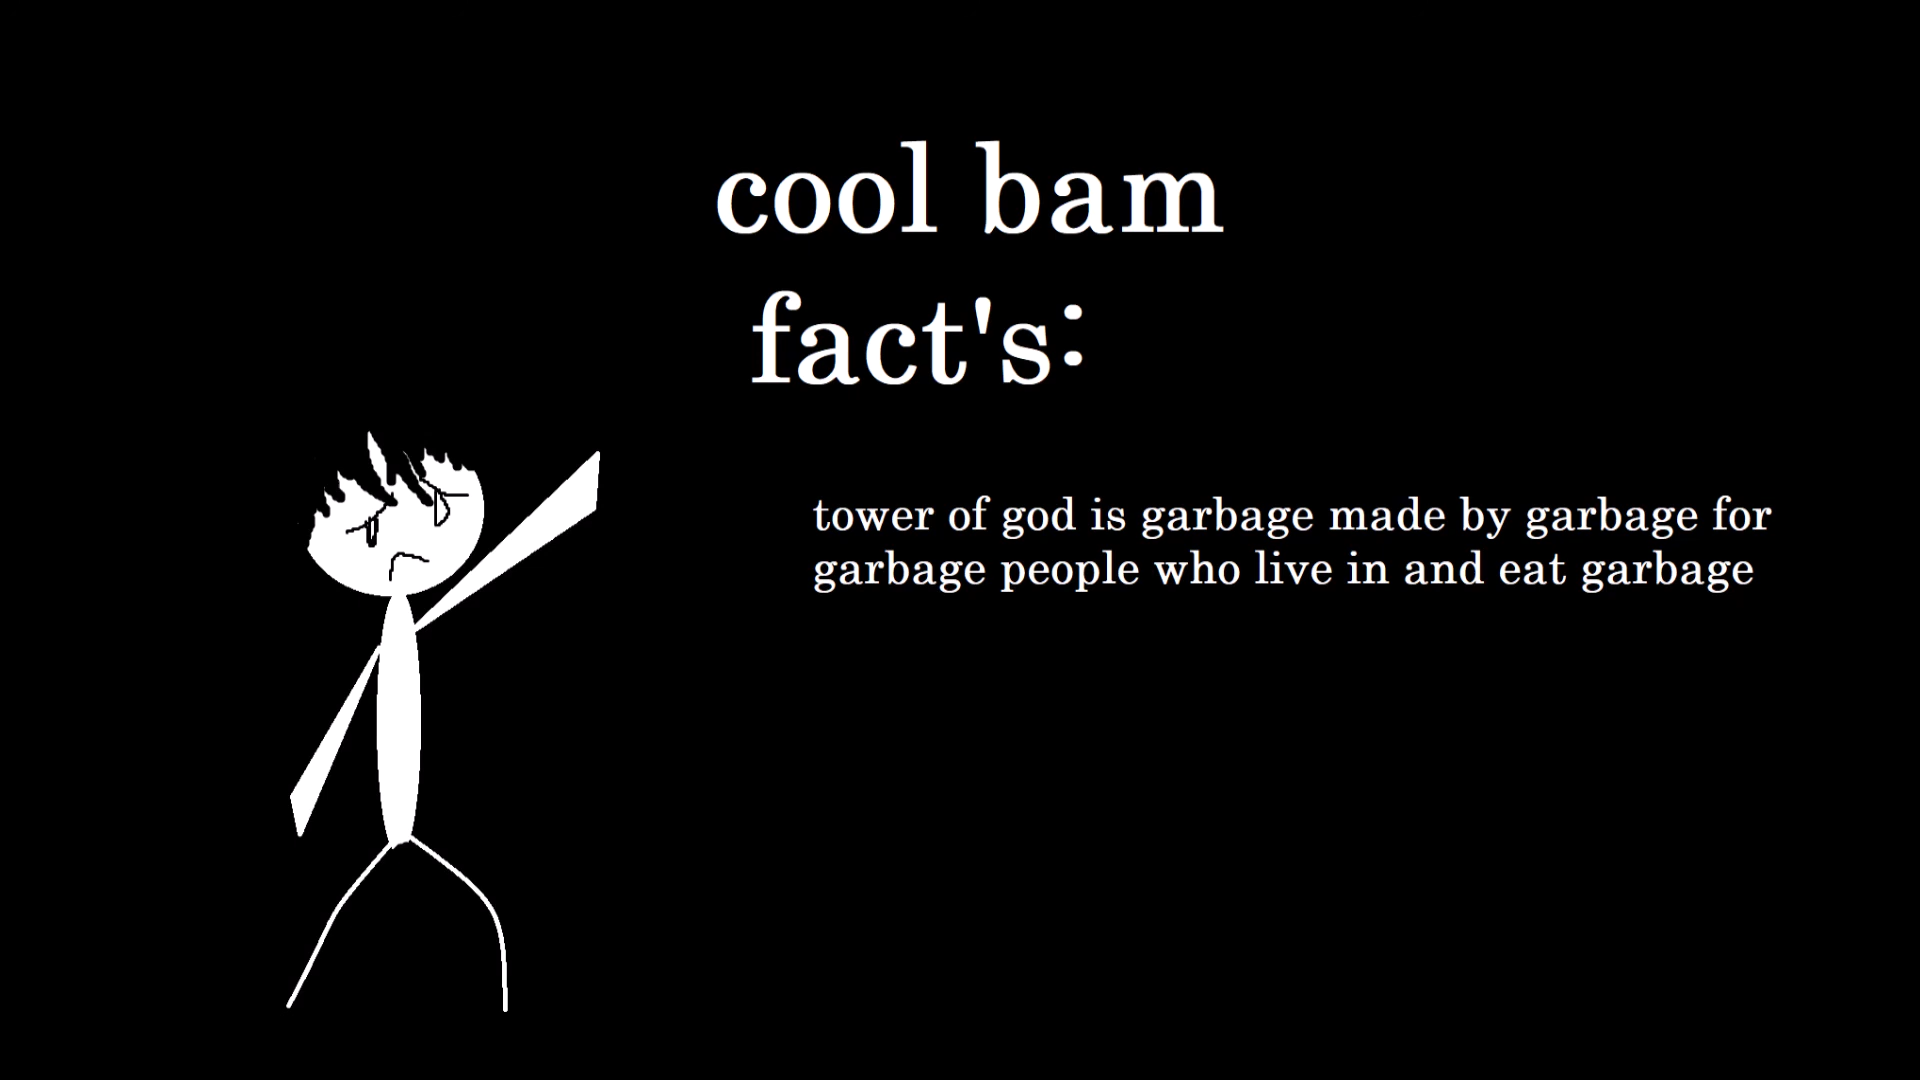 cool bam
fact's:
tower of god is garbage made by garbage for
garbage people who live in and eat garbage